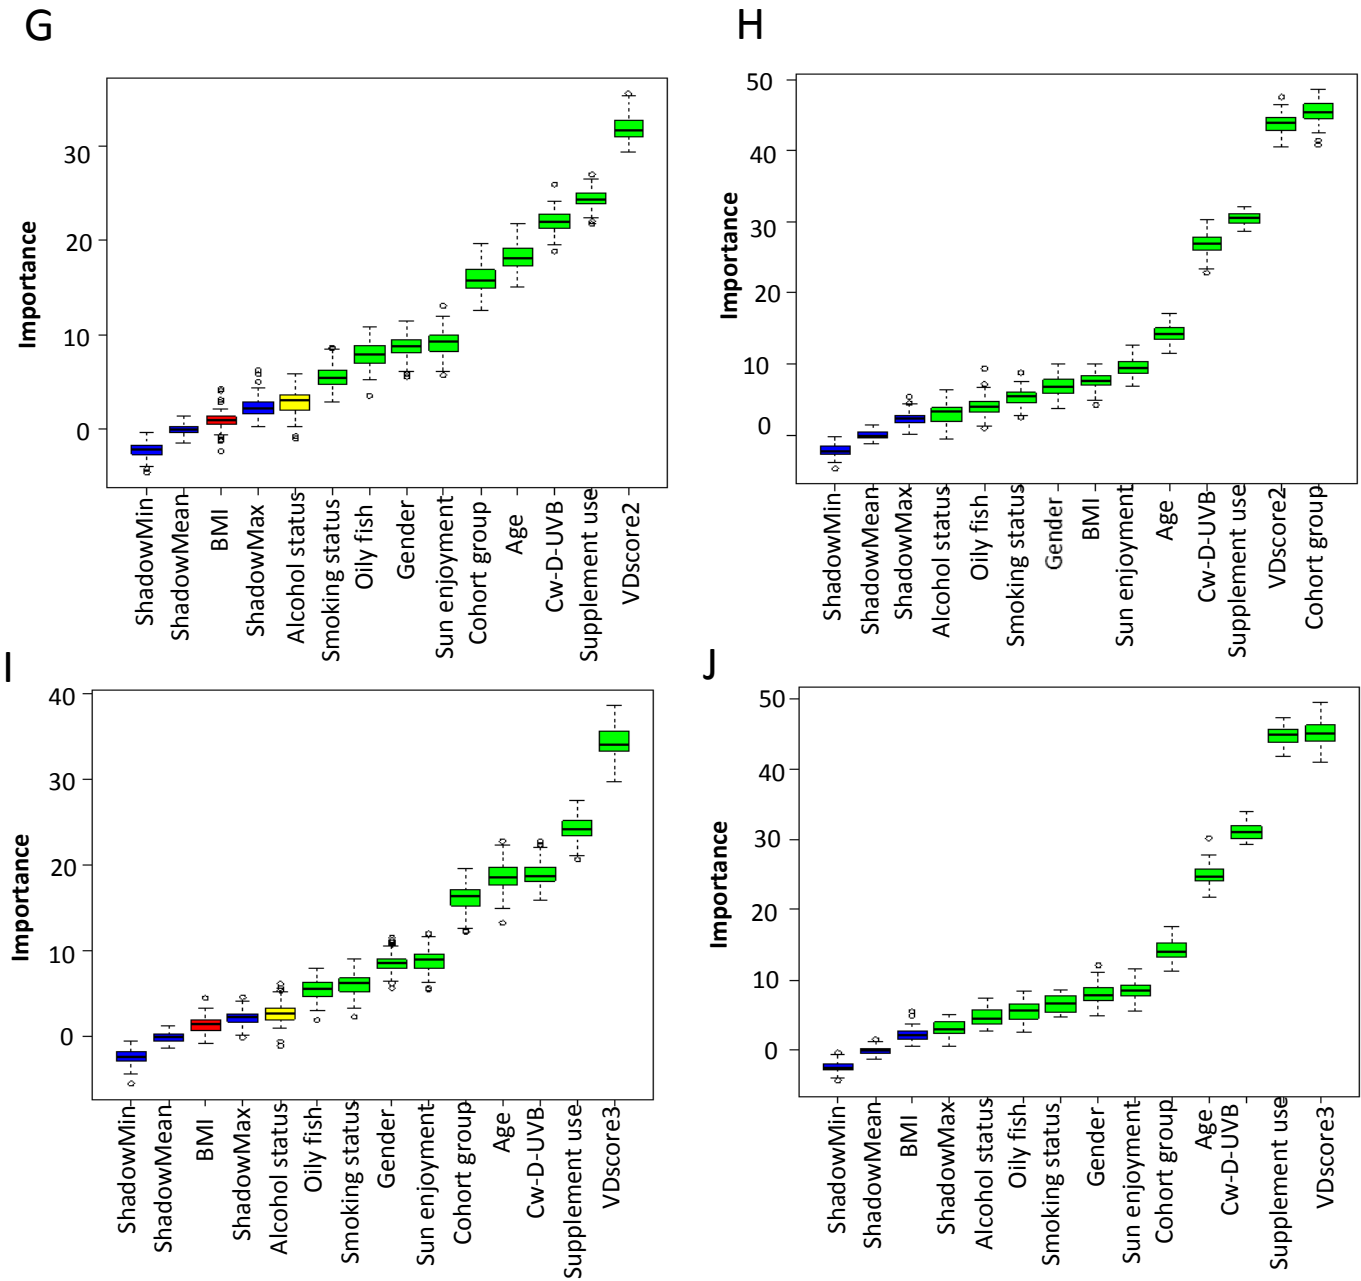 G
Importance
30
20
10
0
ShadowMin
ShadowMean
BMI
ShadowMax
Alcohol status
Smoking status
Oily fish
Gender
Sun enjoyment
Cohort group
Age
Cw-D-UVB
Supplement use
VDscore2
H
Importance
50
40
30
20
10
0
ShadowMin
ShadowMean
ShadowMax
Alcohol status
Oily fish
Smoking status
Gender
BMI
Sun enjoyment
Age
Cw-D-UVB
Supplement use
VDscore2
Cohort group
I
Importance
40
30
20
10
0
ShadowMin
ShadowMean
BMI
ShadowMax
Alcohol status
Oily fish
Smoking status
Gender
Sun enjoyment
Cohort group
Age
Cw-D-UVB
Supplement use
VDscore3
J
Importance
50
40
30
20
10
0
ShadowMin
ShadowMean
BMI
ShadowMax
Alcohol status
Oily fish
Smoking status
Gender
Sun enjoyment
Cohort group
Age
Cw-D-UVB
Supplement use
VDscore3